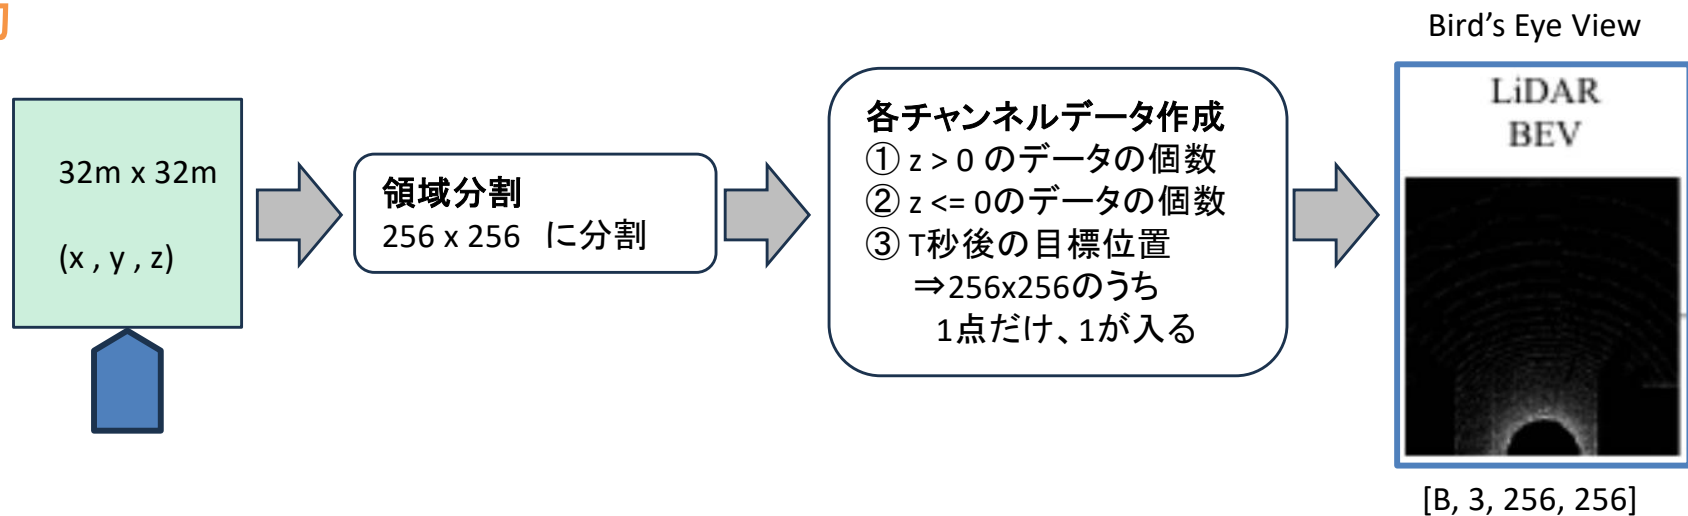 32m x 32m
(x , y , z)
領域分割
256 x 256 に分割
各チャンネルデータ作成
① z > 0 のデータの個数
② z <= 0のデータの個数
③ T秒後の目標位置
⇒256x256のうち
1点だけ、1が入る
Bird’s Eye View
LiDAR
BEV
[B, 3, 256, 256]